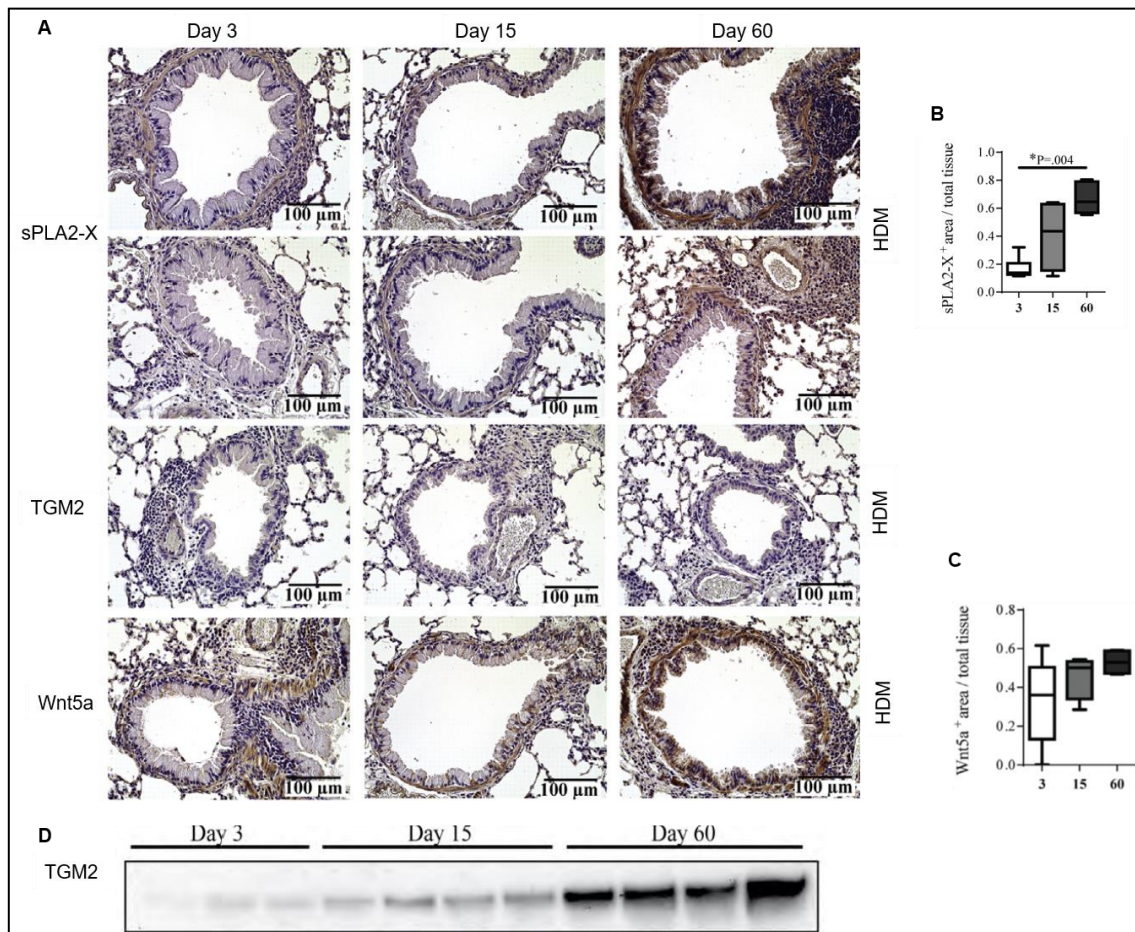 A
Day 3
Day 15
Day 60
sPLA2-X
100 µm
100 µm
100 µm
HDM
100 µm
100 µm
100 µm
TGM2
100 µm
100 µm
100 µm
HDM
Wnt5a
100 µm
100 µm
100 µm
HDM
B
*P=.004
sPLA2-X⁺ area / total tissue
1.0
0.8
0.6
0.4
0.2
0.0
3 15 60
C
Wnt5a⁺ area / total tissue
0.8
0.6
0.4
0.2
0.0
3 15 60
D
Day 3
Day 15
Day 60
TGM2